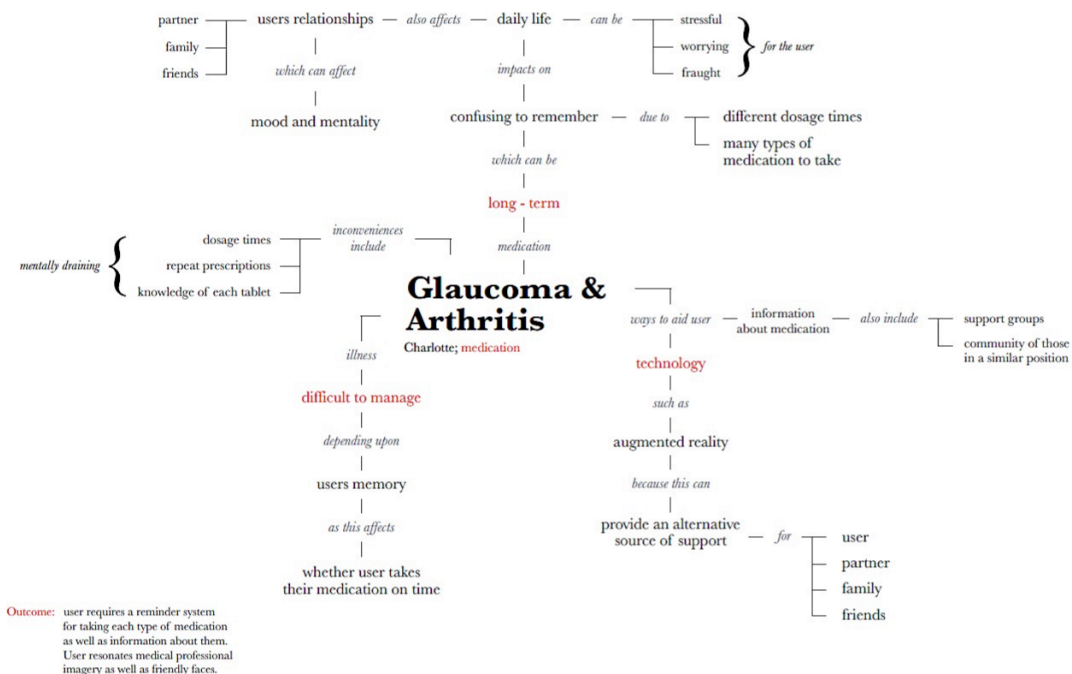 partner
family
friends
users relationships
also affects
daily life
can be
stressful
worrying
fraught
for the user
which can affect
mood and mentality
impacts on
confusing to remember
due to
different dosage times
many types of
medication to take
which can be
long - term
medication
inconveniences
include
dosage times
repeat prescriptions
knowledge of each tablet
mentally draining
Glaucoma &
Arthritis
Charlotte; medication
illness
difficult to manage
depending upon
users memory
as this affects
whether user takes
their medication on time
ways to aid user
information
about medication
also include
support groups
community of those
in a similar position
technology
such as
augmented reality
because this can
provide an alternative
source of support
for
user
partner
family
friends
Outcome: user requires a reminder system
for taking each type of medication
as well as information about them.
User resonates medical professional
imagery as well as friendly faces.